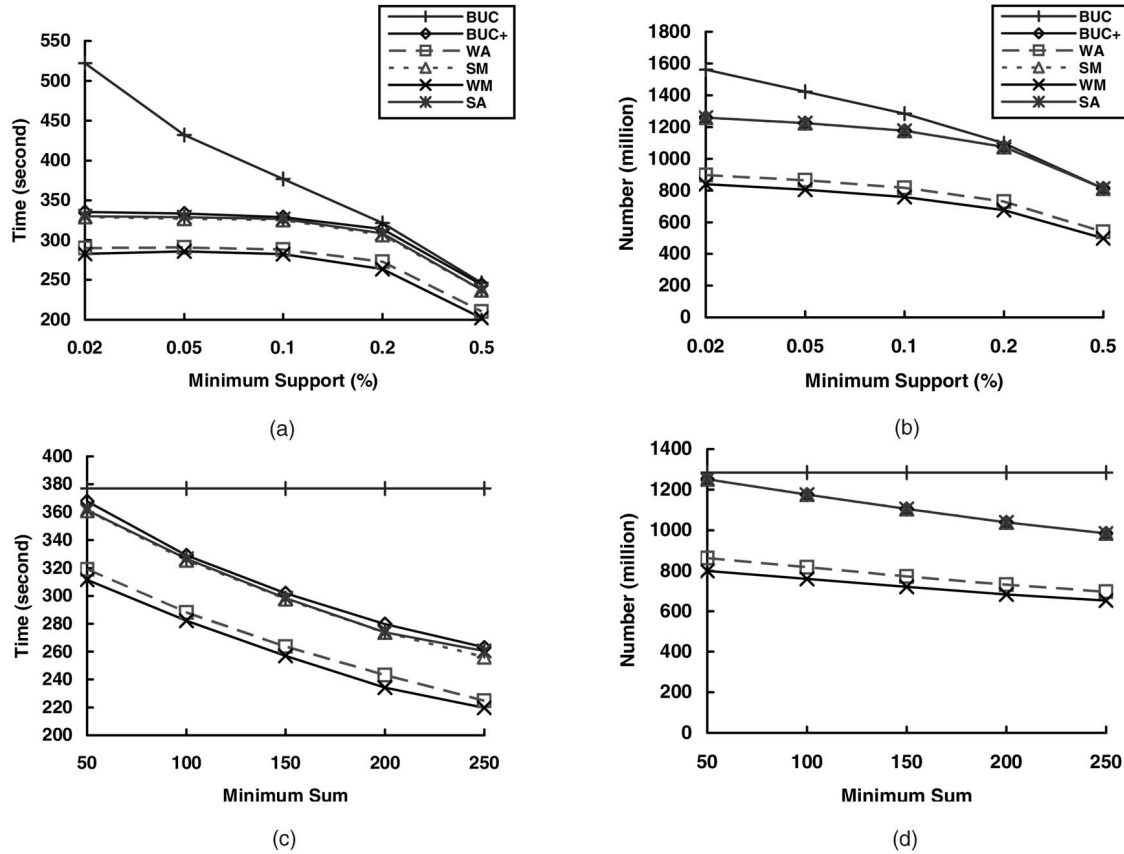 BUC
BUC+
WA
SM
WM
SA
550
500
450
400
350
300
250
200
Time (second)
0.02 0.05 0.1 0.2 0.5
Minimum Support (%)
(a)
BUC
BUC+
WA
SM
WM
SA
1800
1600
1400
1200
1000
800
600
400
200
0
Number (million)
0.02 0.05 0.1 0.2 0.5
Minimum Support (%)
(b)
400
380
360
340
320
300
280
260
240
220
200
Time (second)
50 100 150 200 250
Minimum Sum
(c)
1400
1200
1000
800
600
400
200
0
Number (million)
50 100 150 200 250
Minimum Sum
(d)